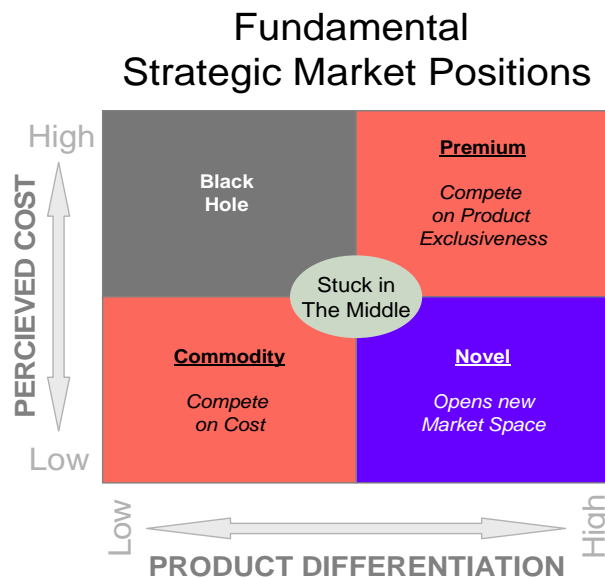 Fundamental
Strategic Market Positions
High
PERCIEVED COST
Low
Black
Hole
Premium
Compete
on Product
Exclusiveness
Stuck in
The Middle
Commodity
Compete
on Cost
Novel
Opens new
Market Space
Low
High
PRODUCT DIFFERENTIATION